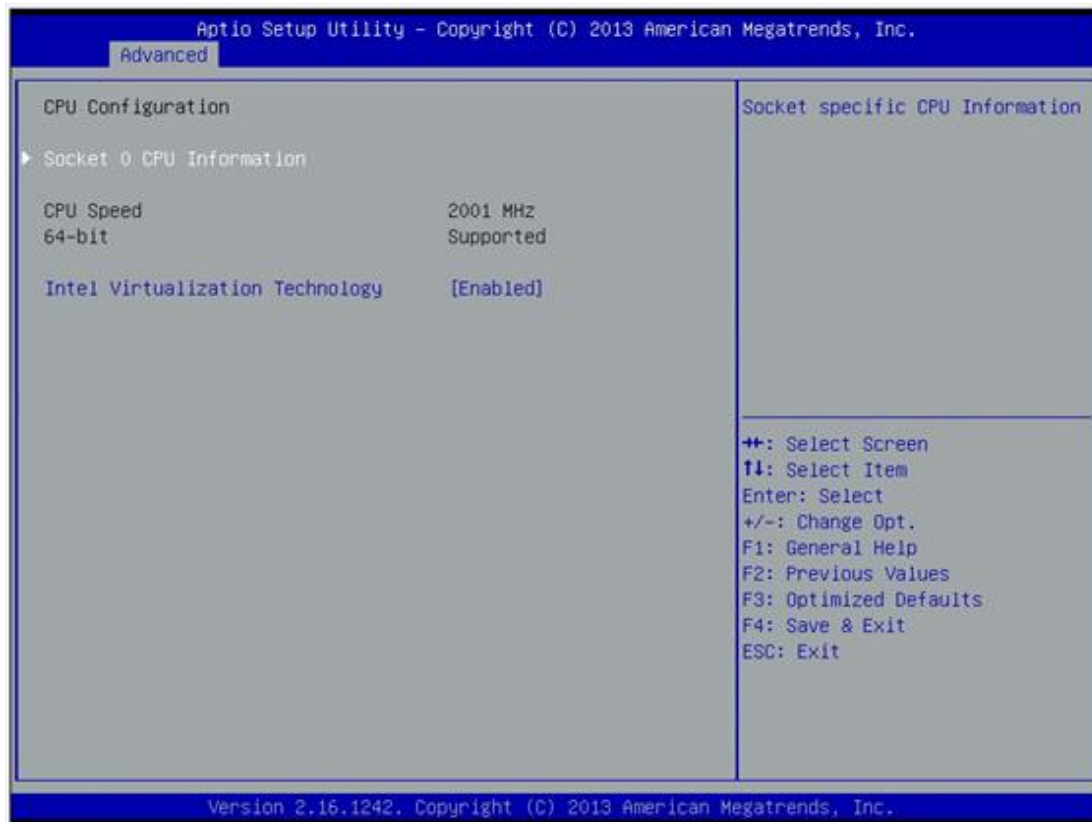 Aptio Setup Utility – Copyright (C) 2013 American Megatrends, Inc.
Advanced
CPU Configuration
Socket 0 CPU Information
CPU Speed 2001 MHz
64-bit Supported
Intel Virtualization Technology [Enabled]
Socket specific CPU Information
→←: Select Screen
↑↓: Select Item
Enter: Select
+/-: Change Opt.
F1: General Help
F2: Previous Values
F3: Optimized Defaults
F4: Save & Exit
ESC: Exit
Version 2.16.1242. Copyright (C) 2013 American Megatrends, Inc.